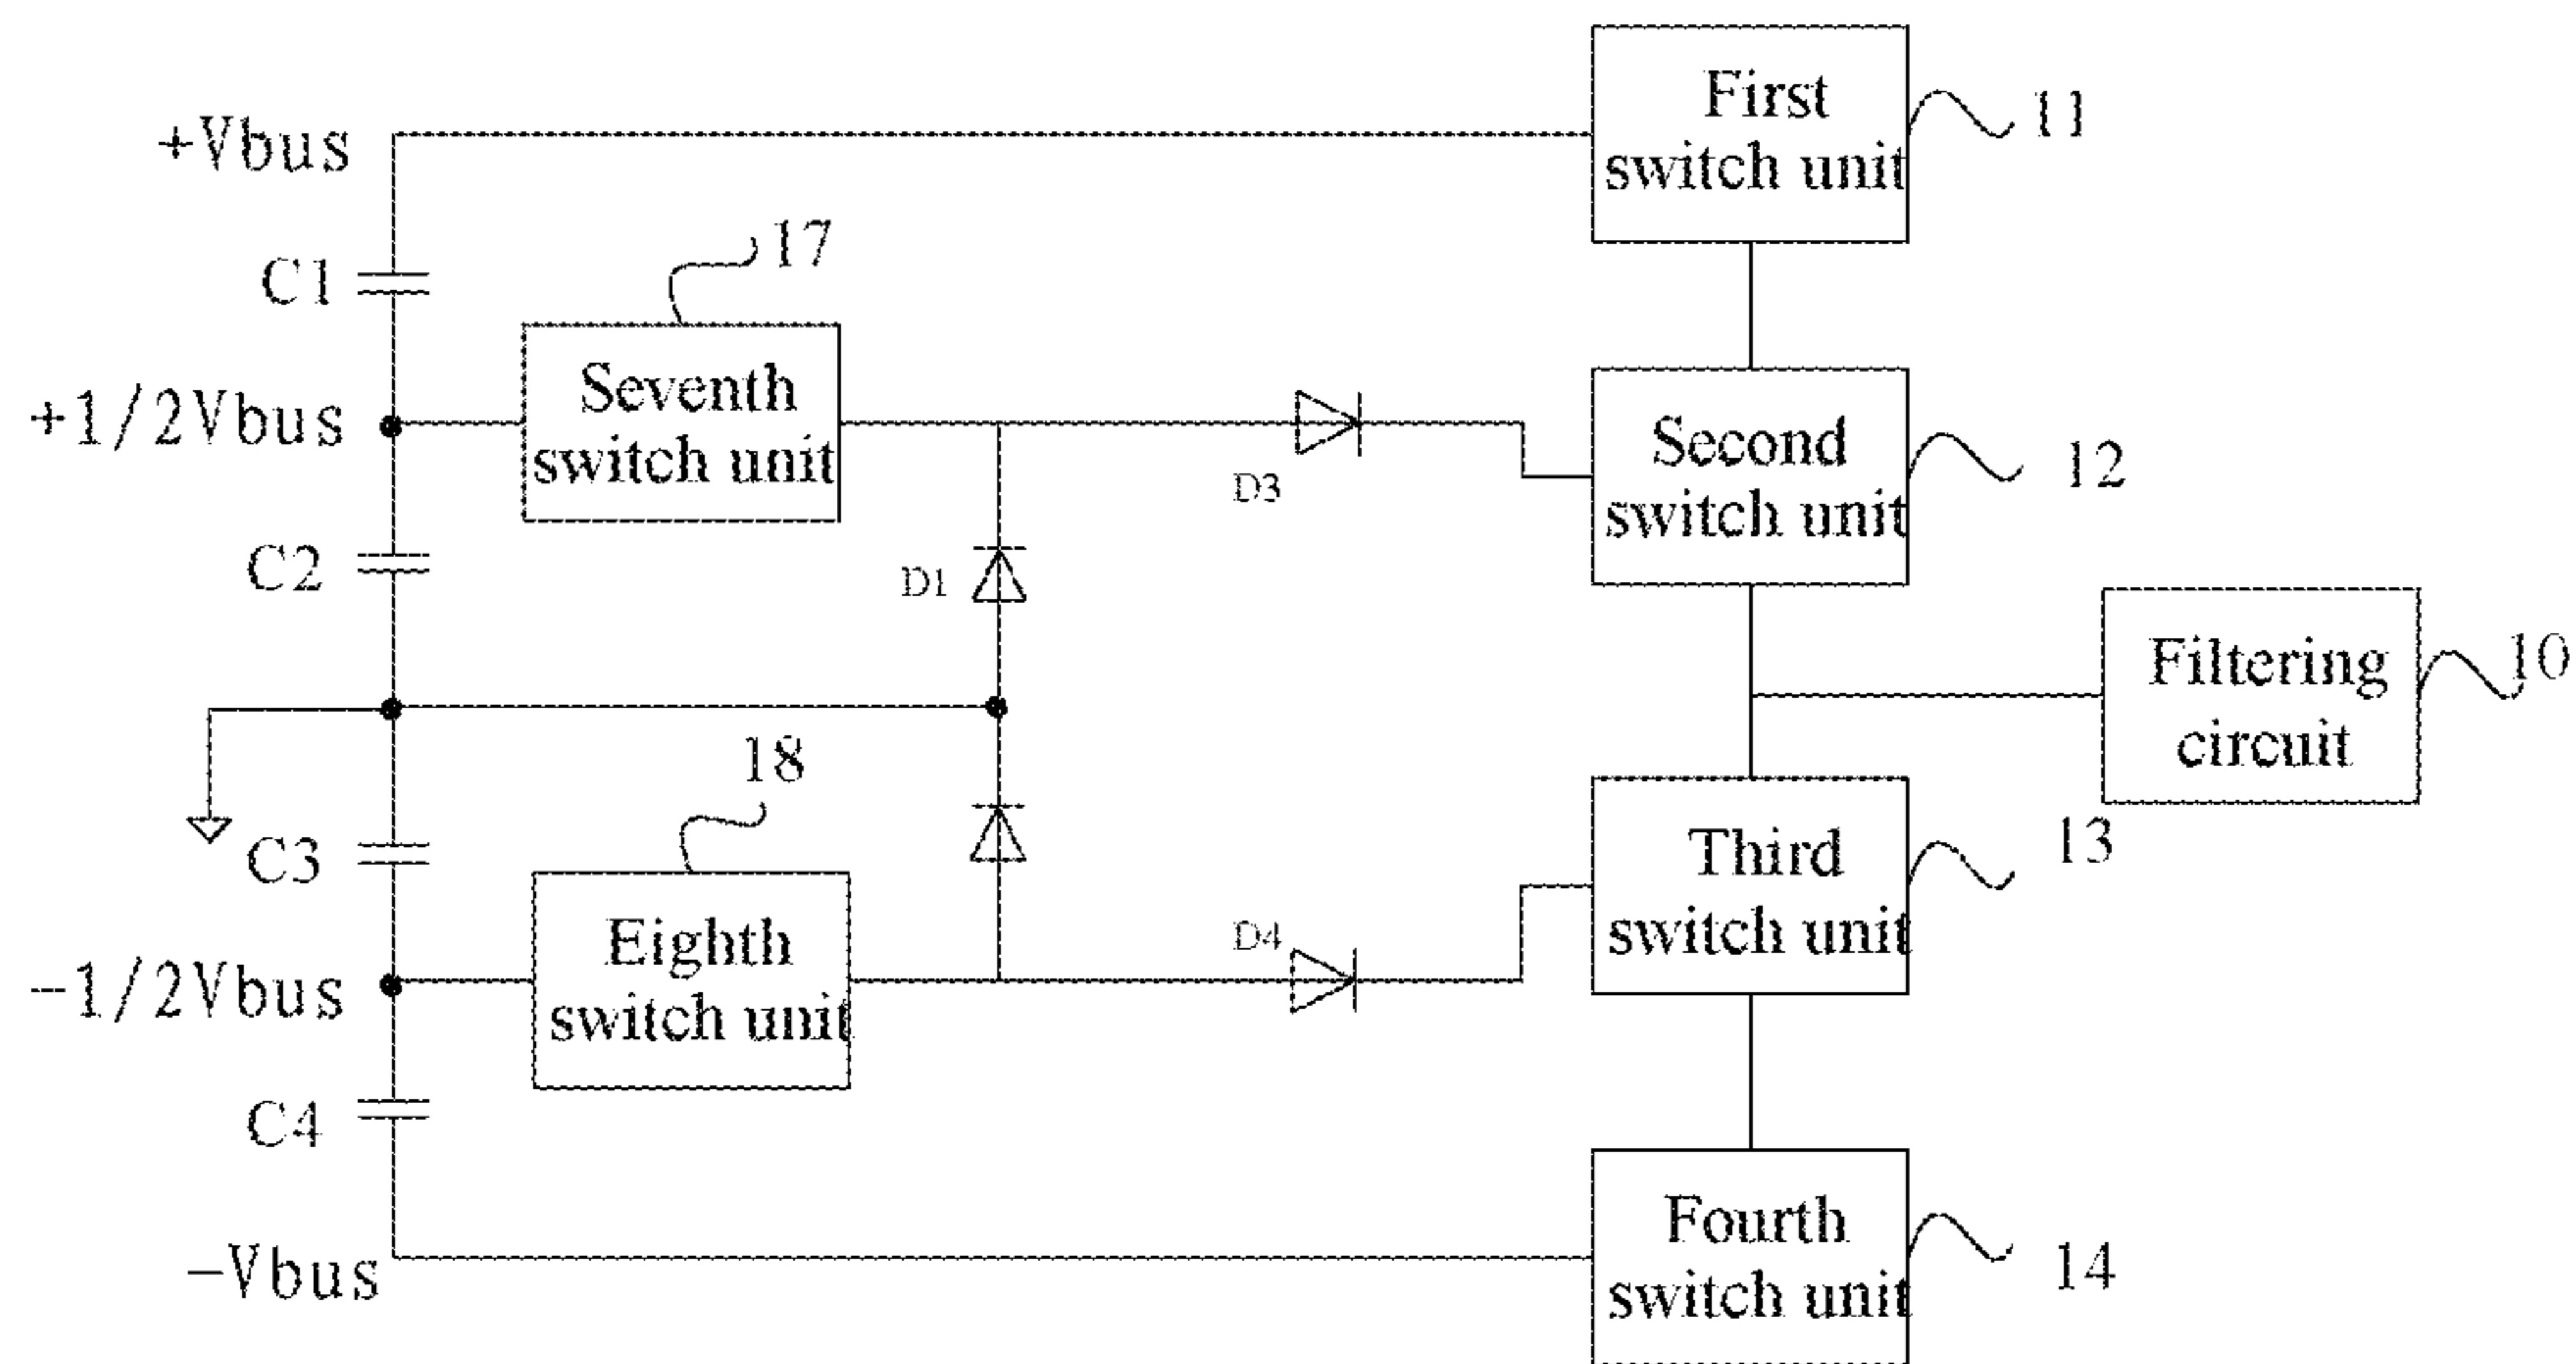 First
switch unit
11
+Vbus
17
C1
Seventh
switch unit
+1/2Vbus
Second
switch unit
12
D3
C2
D1
Filtering
circuit
10
18
C3
Third
switch unit
13
Eighth
switch unit
D4
-1/2Vbus
C4
Fourth
switch unit
14
-Vbus